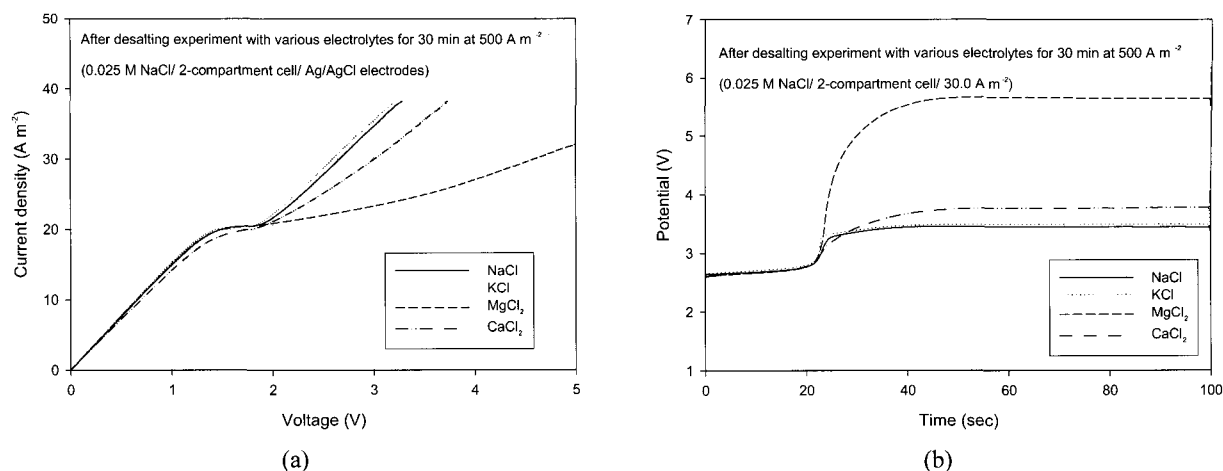 After desalting experiment with various electrolytes for 30 min at 500 A m⁻²
(0.025 M NaCl/ 2-compartment cell/ Ag/AgCl electrodes)
Current density (A m⁻²)
50
40
30
20
10
0
NaCl
KCl
MgCl₂
CaCl₂
0 1 2 3 4 5
Voltage (V)
(a)
After desalting experiment with various electrolytes for 30 min at 500 A m⁻²
(0.025 M NaCl/ 2-compartment cell/ 30.0 A m⁻²)
Potential (V)
7
6
5
4
3
2
1
NaCl
KCl
MgCl₂
CaCl₂
0 20 40 60 80 100
Time (sec)
(b)